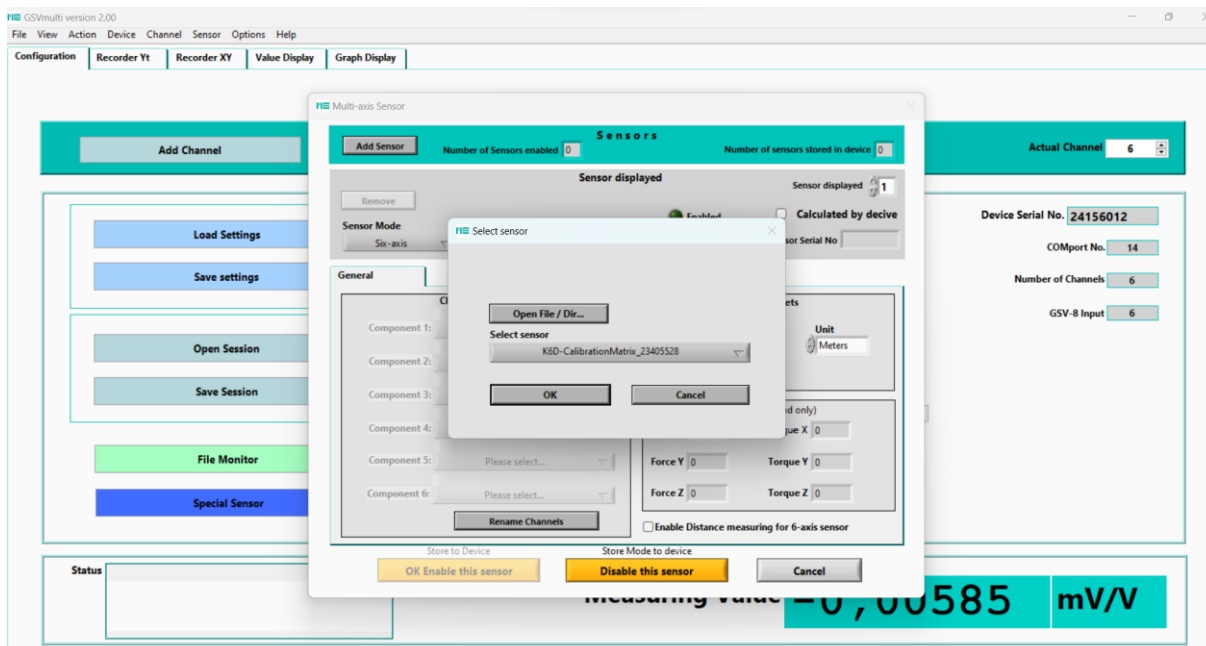 ME GSVmulti version 2.00
File View Action Device Channel Sensor Options Help
Configuration Recorder Yt Recorder XY Value Display Graph Display
ME Multi-axis Sensor
Sensors
Add Sensor Number of Sensors enabled 0 Number of sensors stored in device 0
Add Channel
Actual Channel 6
Sensor displayed
Sensor displayed 1
Remove
Enabled Calculated by decive
Sensor Mode
Six-axis
sor Serial No
ME Select sensor
Open File / Dir...
Select sensor
K6D-CalibrationMatrix_23405528
OK Cancel
Load Settings
Save settings
Open Session
Save Session
File Monitor
Special Sensor
Device Serial No. 24156012
COMport No. 14
Number of Channels 6
GSV-8 Input 6
General
ets
Component 1:
Unit
Meters
Component 2:
Component 3:
Component 4:
d only)
que X 0
Component 5: Please select... Force Y 0 Torque Y 0
Component 6: Please select... Force Z 0 Torque Z 0
Rename Channels
Enable Distance measuring for 6-axis sensor
Store to Device Store Mode to device
OK Enable this sensor Disable this sensor Cancel
Status
Measuring Value -0,00585 mV/V